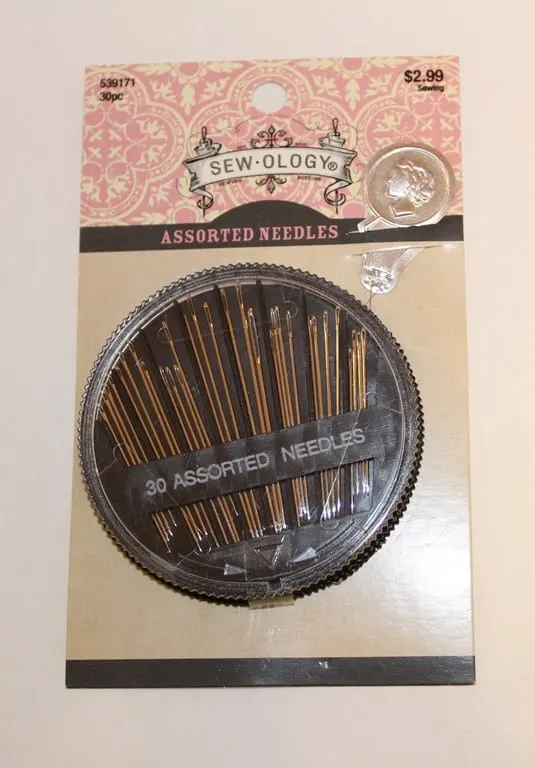 539171
30pc
$2.99
Sewing
SEW·OLOGY®
ASSORTED NEEDLES
30 ASSORTED NEEDLES